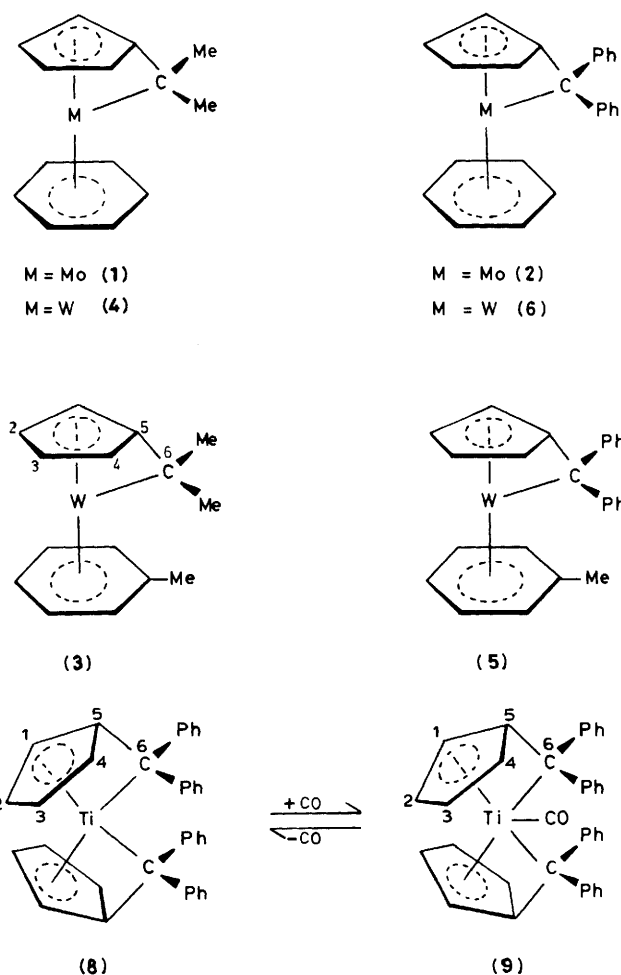 Me
C
Me
M
M = Mo (1)
M = W (4)
Ph
C
Ph
M
M = Mo (2)
M = W (6)
2
5
3
4
6
Me
C
Me
W
Me
(3)
Ph
C
Ph
W
Me
(5)
5
1
6
Ph
4
C
Ph
2
3
Ti
Ph
C
Ph
(8)
+CO
−CO
5
1
6
Ph
4
C
Ph
2
3
Ti CO
Ph
C
Ph
(9)